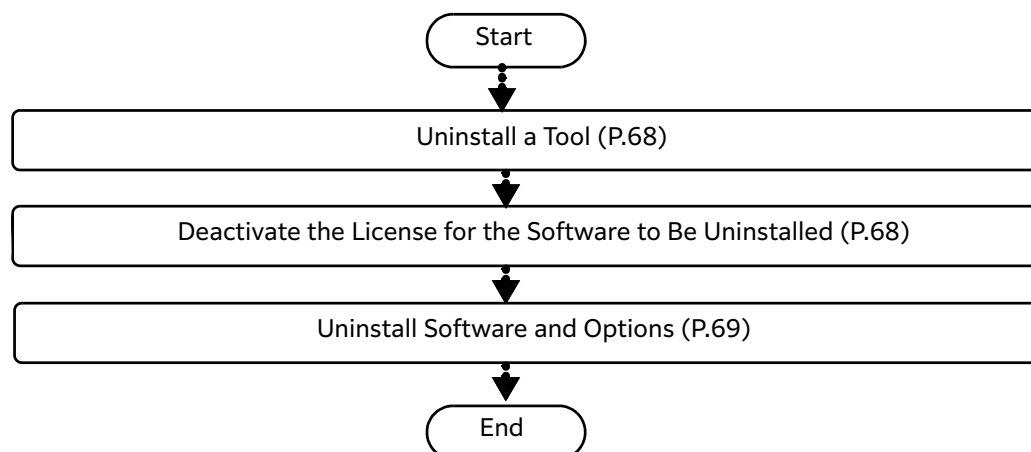 Start
Uninstall a Tool (P.68)
Deactivate the License for the Software to Be Uninstalled (P.68)
Uninstall Software and Options (P.69)
End